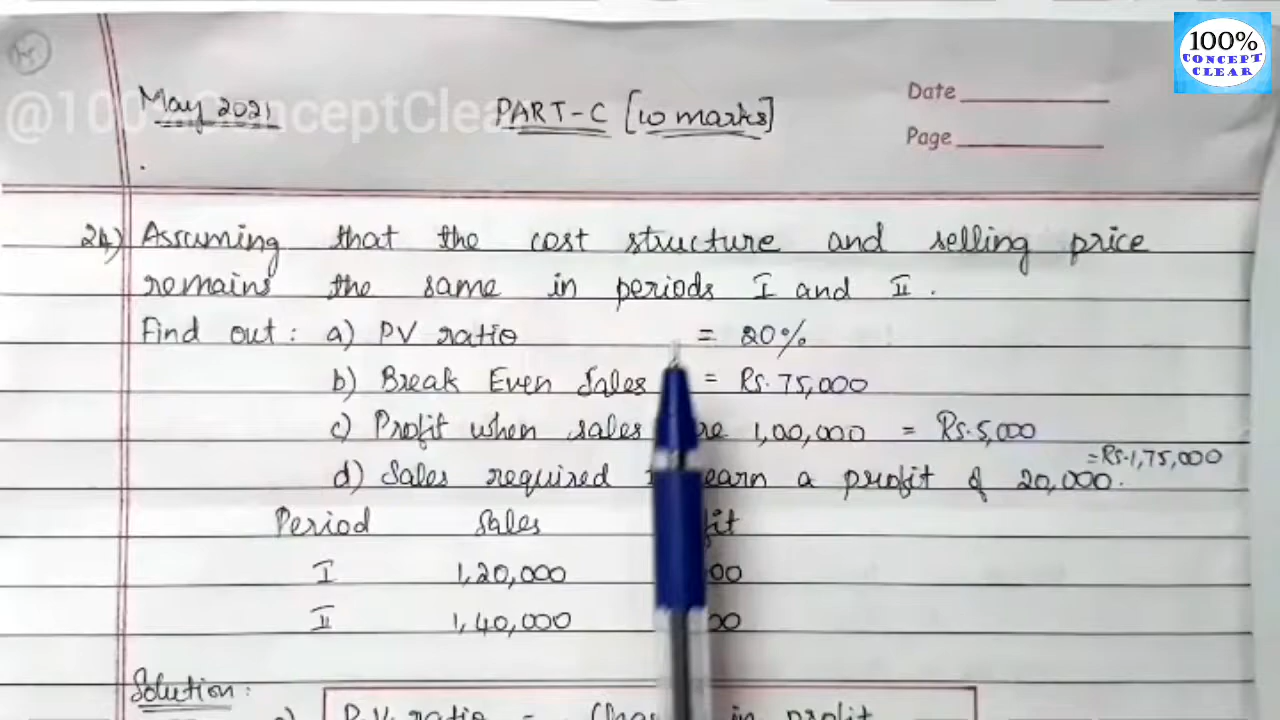 100%
CONCEPT
CLEAR
May 2021
PART-C [10 marks]
Date
Page
@100%ConceptClea
24) Assuming that the cost structure and selling price
remains the same in periods I and II.
Find out: a) PV ratio = 20%
b) Break Even Sales = Rs. 75,000
c) Profit when sales 1,00,000 = Rs. 5,000
d) Sales required earn a profit of 20,000. = Rs. 1,75,000
Period Sales
I 1,20,000
II 1,40,000
Solution:
a) P.V. ratio = in profit